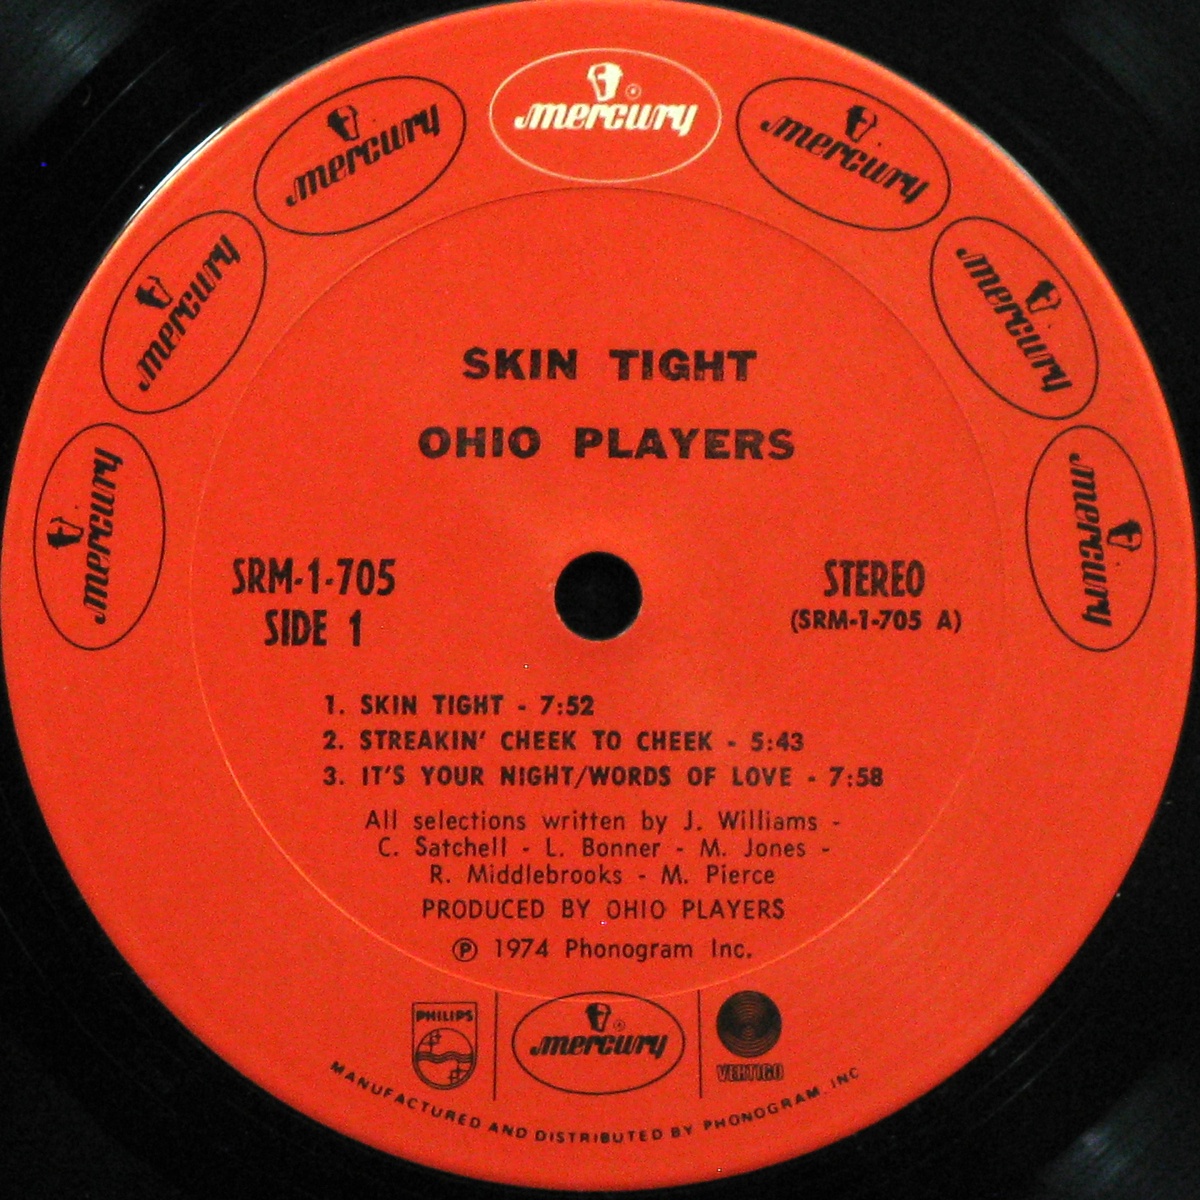 mercury ®
mercury
mercury
mercury
mercury
mercury
mercury
SKIN TIGHT
OHIO PLAYERS
SRM-1-705
SIDE 1
STEREO
(SRM-1-705 A)
1. SKIN TIGHT - 7:52
2. STREAKIN' CHEEK TO CHEEK - 5:43
3. IT'S YOUR NIGHT/WORDS OF LOVE - 7:58
All selections written by J. Williams -
C. Satchell - L. Bonner - M. Jones -
R. Middlebrooks - M. Pierce
PRODUCED BY OHIO PLAYERS
℗ 1974 Phonogram Inc.
PHILIPS
mercury ®
VERTIGO
MANUFACTURED AND DISTRIBUTED BY PHONOGRAM, INC